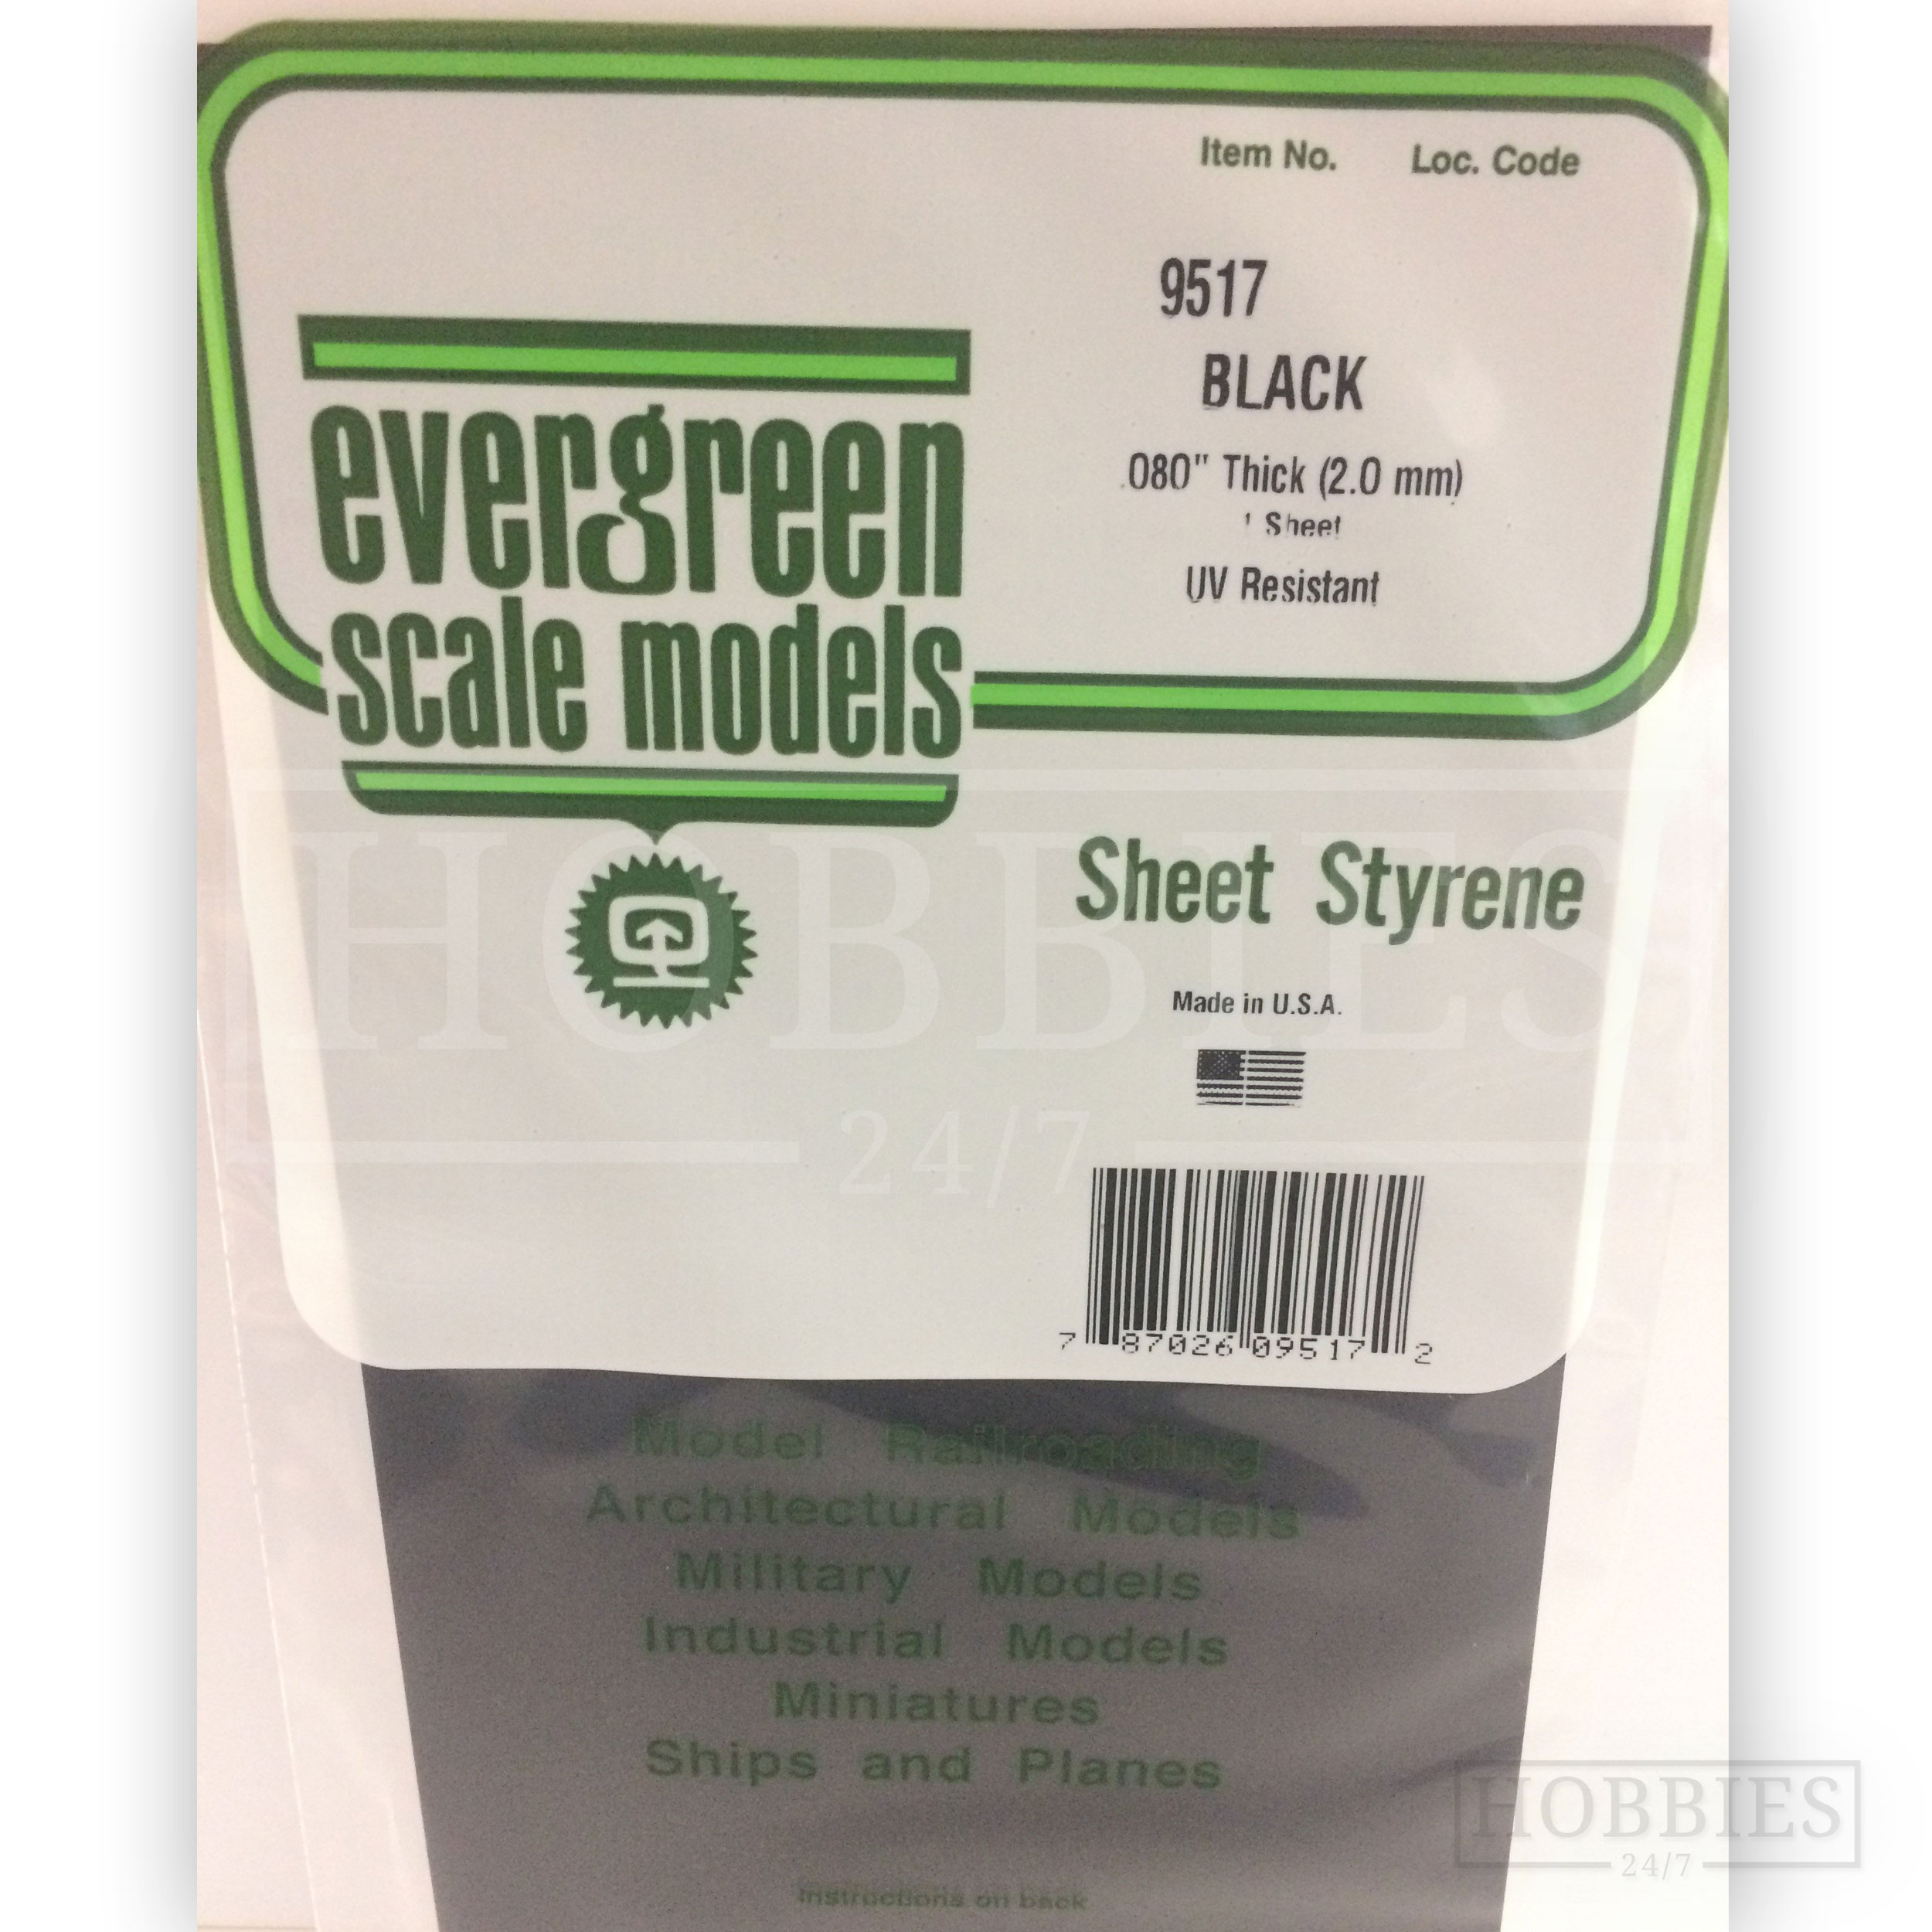 Item No. Loc. Code
9517
BLACK
.080" Thick (2.0 mm)
1 Sheet
UV Resistant
evergreen
scale models
Sheet Styrene
Made in U.S.A.
HOBBIES
24/7
7 87026 09517 2
Model Railroading
Architectural Models
Military Models
Industrial Models
Miniatures
Ships and Planes
Instructions on back
HOBBIES
24/7